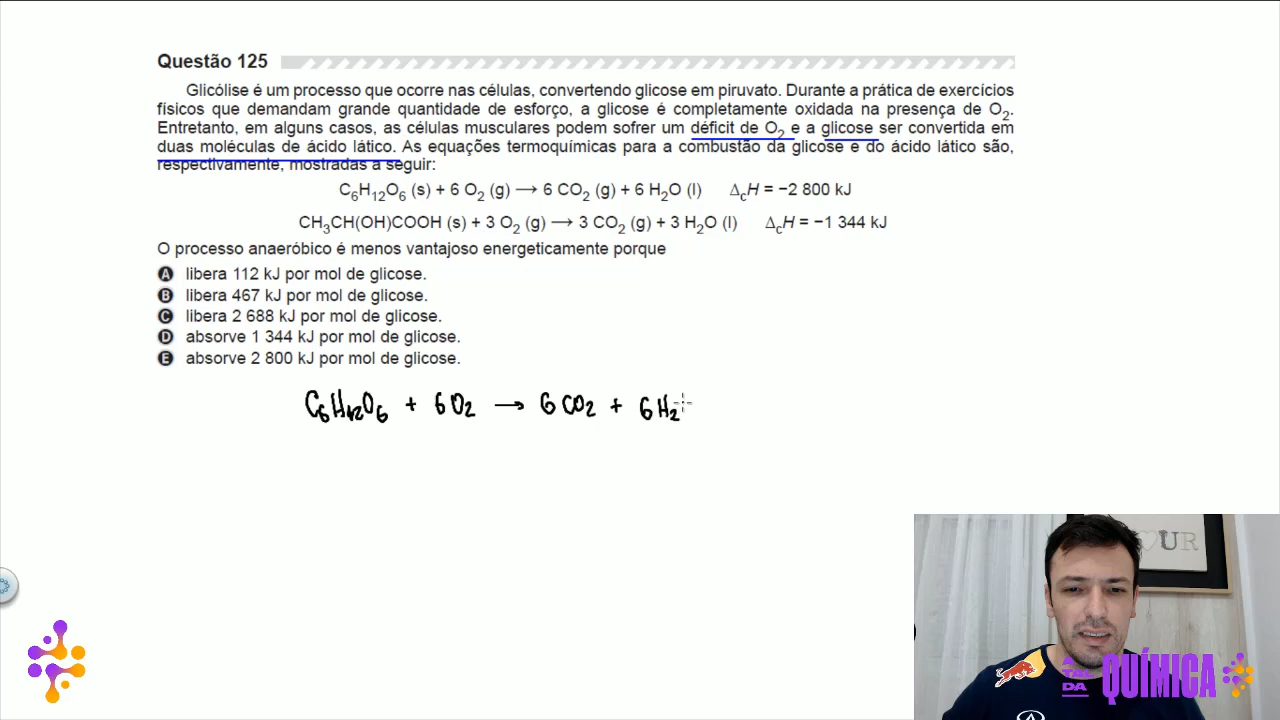 Questão 125
Glicólise é um processo que ocorre nas células, convertendo glicose em piruvato. Durante a prática de exercícios
físicos que demandam grande quantidade de esforço, a glicose é completamente oxidada na presença de O₂.
Entretanto, em alguns casos, as células musculares podem sofrer um déficit de O₂ e a glicose ser convertida em
duas moléculas de ácido lático. As equações termoquímicas para a combustão da glicose e do ácido lático são,
respectivamente, mostradas a seguir:
C₆H₁₂O₆ (s) + 6 O₂ (g) → 6 CO₂ (g) + 6 H₂O (l) ΔcH = −2 800 kJ
CH₃CH(OH)COOH (s) + 3 O₂ (g) → 3 CO₂ (g) + 3 H₂O (l) ΔcH = −1 344 kJ
O processo anaeróbico é menos vantajoso energeticamente porque
A libera 112 kJ por mol de glicose.
B libera 467 kJ por mol de glicose.
C libera 2 688 kJ por mol de glicose.
D absorve 1 344 kJ por mol de glicose.
E absorve 2 800 kJ por mol de glicose.
C₆H₁₂O₆ + 6O₂ → 6CO₂ + 6H₂
UR
DA
QUÍMICA